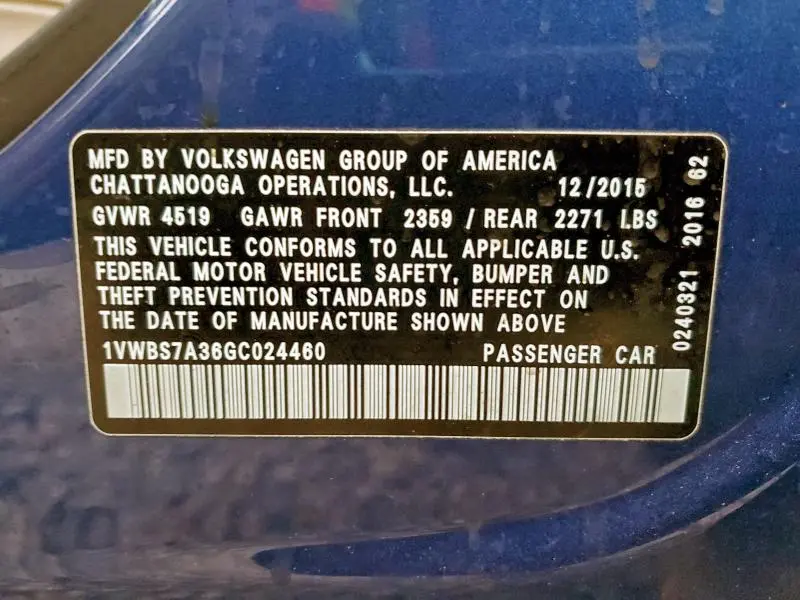 MFD BY VOLKSWAGEN GROUP OF AMERICA
CHATTANOOGA OPERATIONS, LLC. 12/2015
GVWR 4519 GAWR FRONT 2359 / REAR 2271 LBS
THIS VEHICLE CONFORMS TO ALL APPLICABLE U.S.
FEDERAL MOTOR VEHICLE SAFETY, BUMPER AND
THEFT PREVENTION STANDARDS IN EFFECT ON
THE DATE OF MANUFACTURE SHOWN ABOVE
1VWBS7A36GC024460 PASSENGER CAR
0240321 2016 62